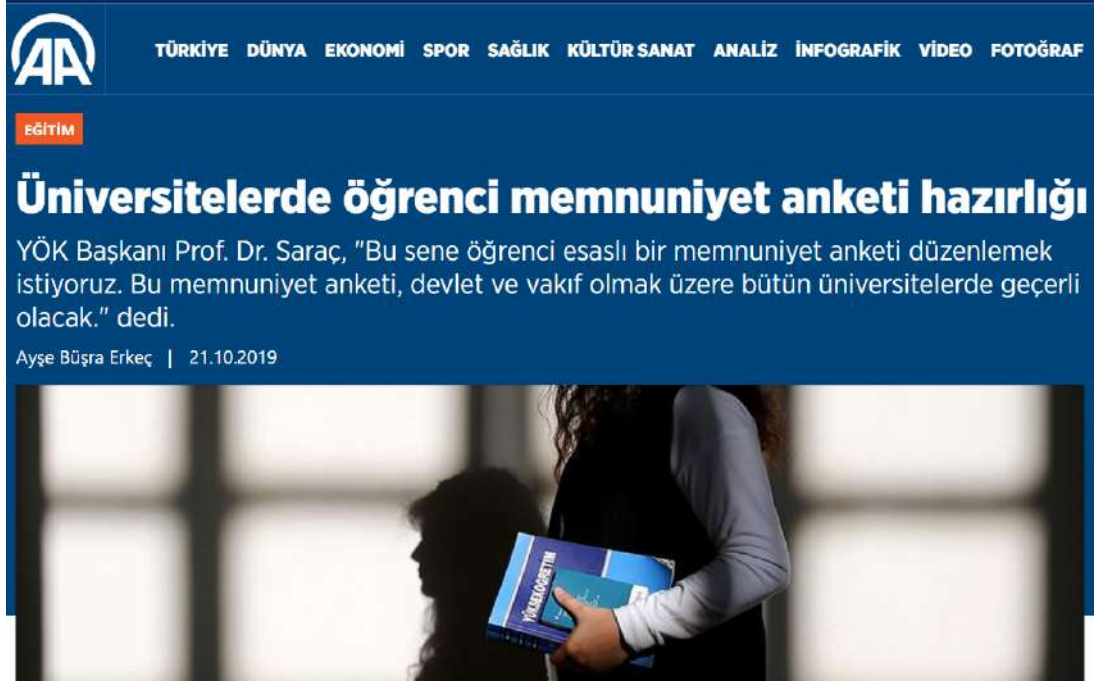 AA
TÜRKİYE DÜNYA EKONOMİ SPOR SAĞLIK KÜLTÜR SANAT ANALİZ İNFOGRAFİK VİDEO FOTOĞRAF
EĞİTİM
Üniversitelerde öğrenci memnuniyet anketi hazırlığı
YÖK Başkanı Prof. Dr. Saraç, "Bu sene öğrenci esaslı bir memnuniyet anketi düzenlemek
istiyoruz. Bu memnuniyet anketi, devlet ve vakıf olmak üzere bütün üniversitelerde geçerli
olacak." dedi.
Ayşe Büşra Erkeç | 21.10.2019
YÜKSEKÖĞRETİM